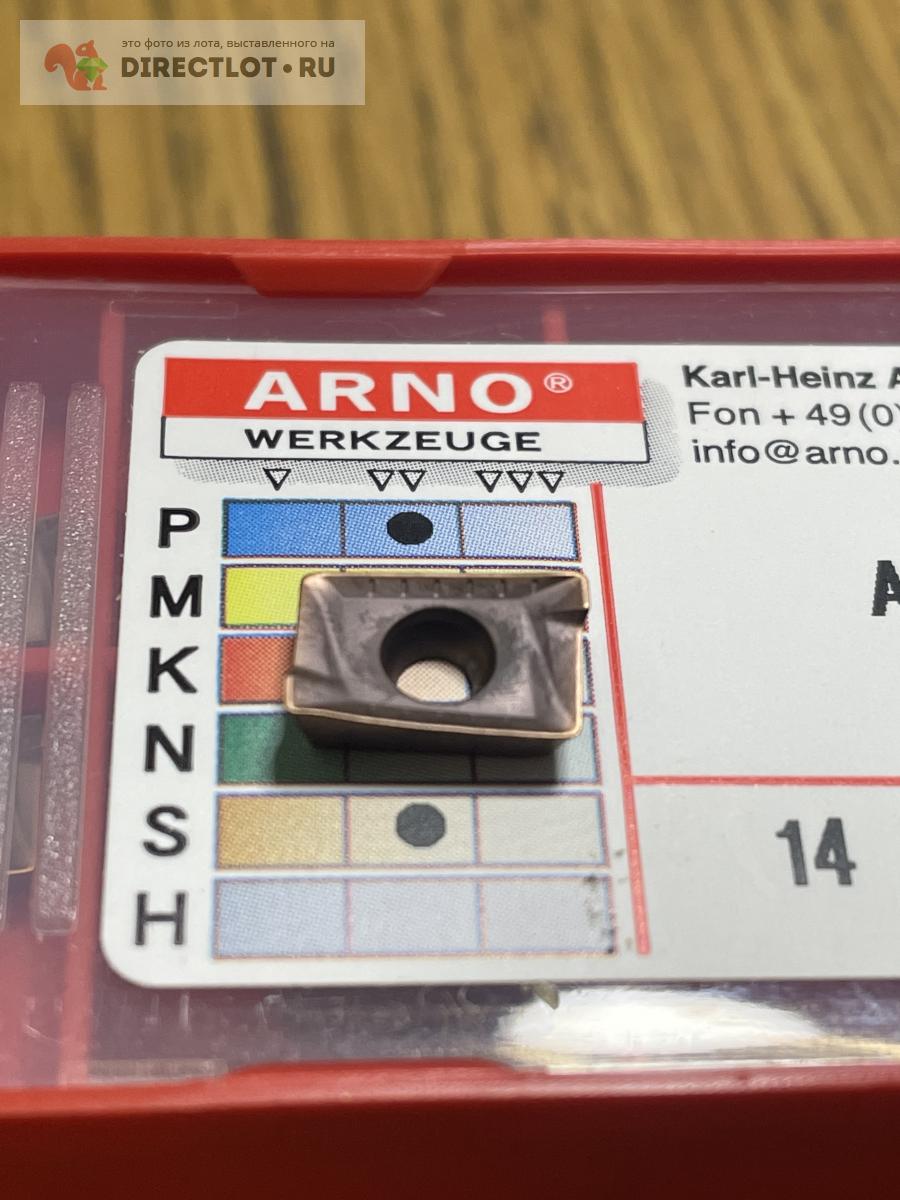 это фото из лота, выставленного на
DIRECTLOT•RU
ARNO®
WERKZEUGE
Karl-Heinz A
Fon + 49 (0)
info@arno.
P
M
K
N
S
H
A
14